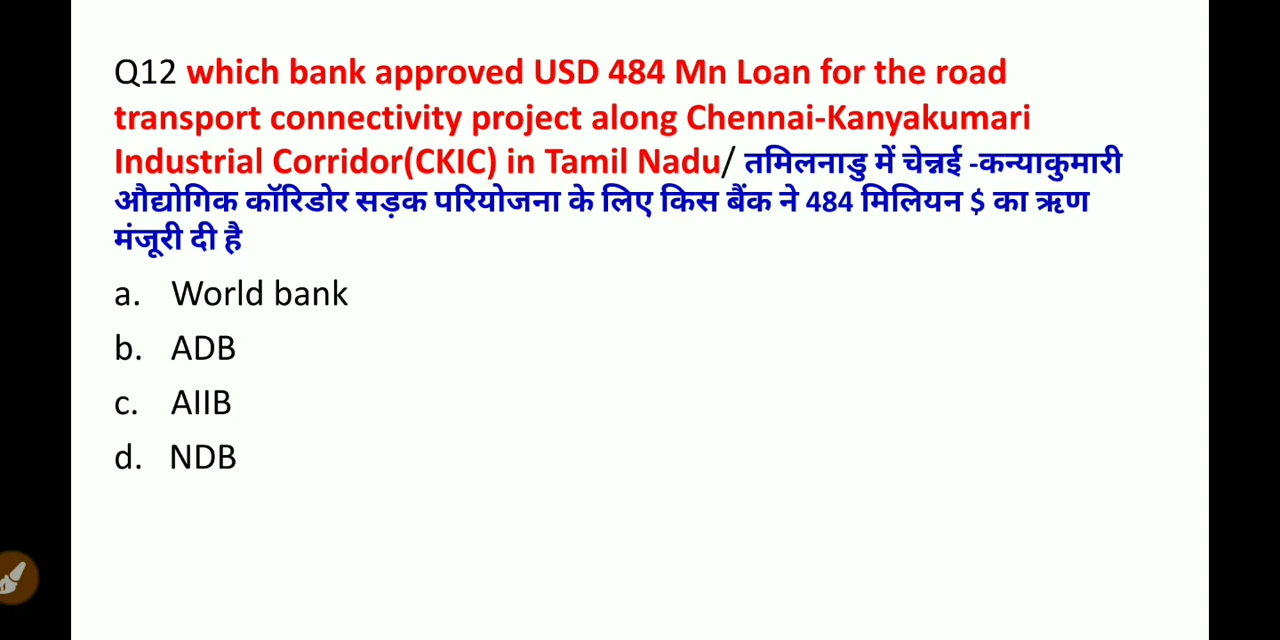 Q12 which bank approved USD 484 Mn Loan for the road
transport connectivity project along Chennai-Kanyakumari
Industrial Corridor(CKIC) in Tamil Nadu/ तमिलनाडु में चेन्नई -कन्याकुमारी
औद्योगिक कॉरिडोर सड़क परियोजना के लिए किस बैंक ने 484 मिलियन $ का ऋण
मंजूरी दी है
a. World bank
b. ADB
c. AIIB
d. NDB